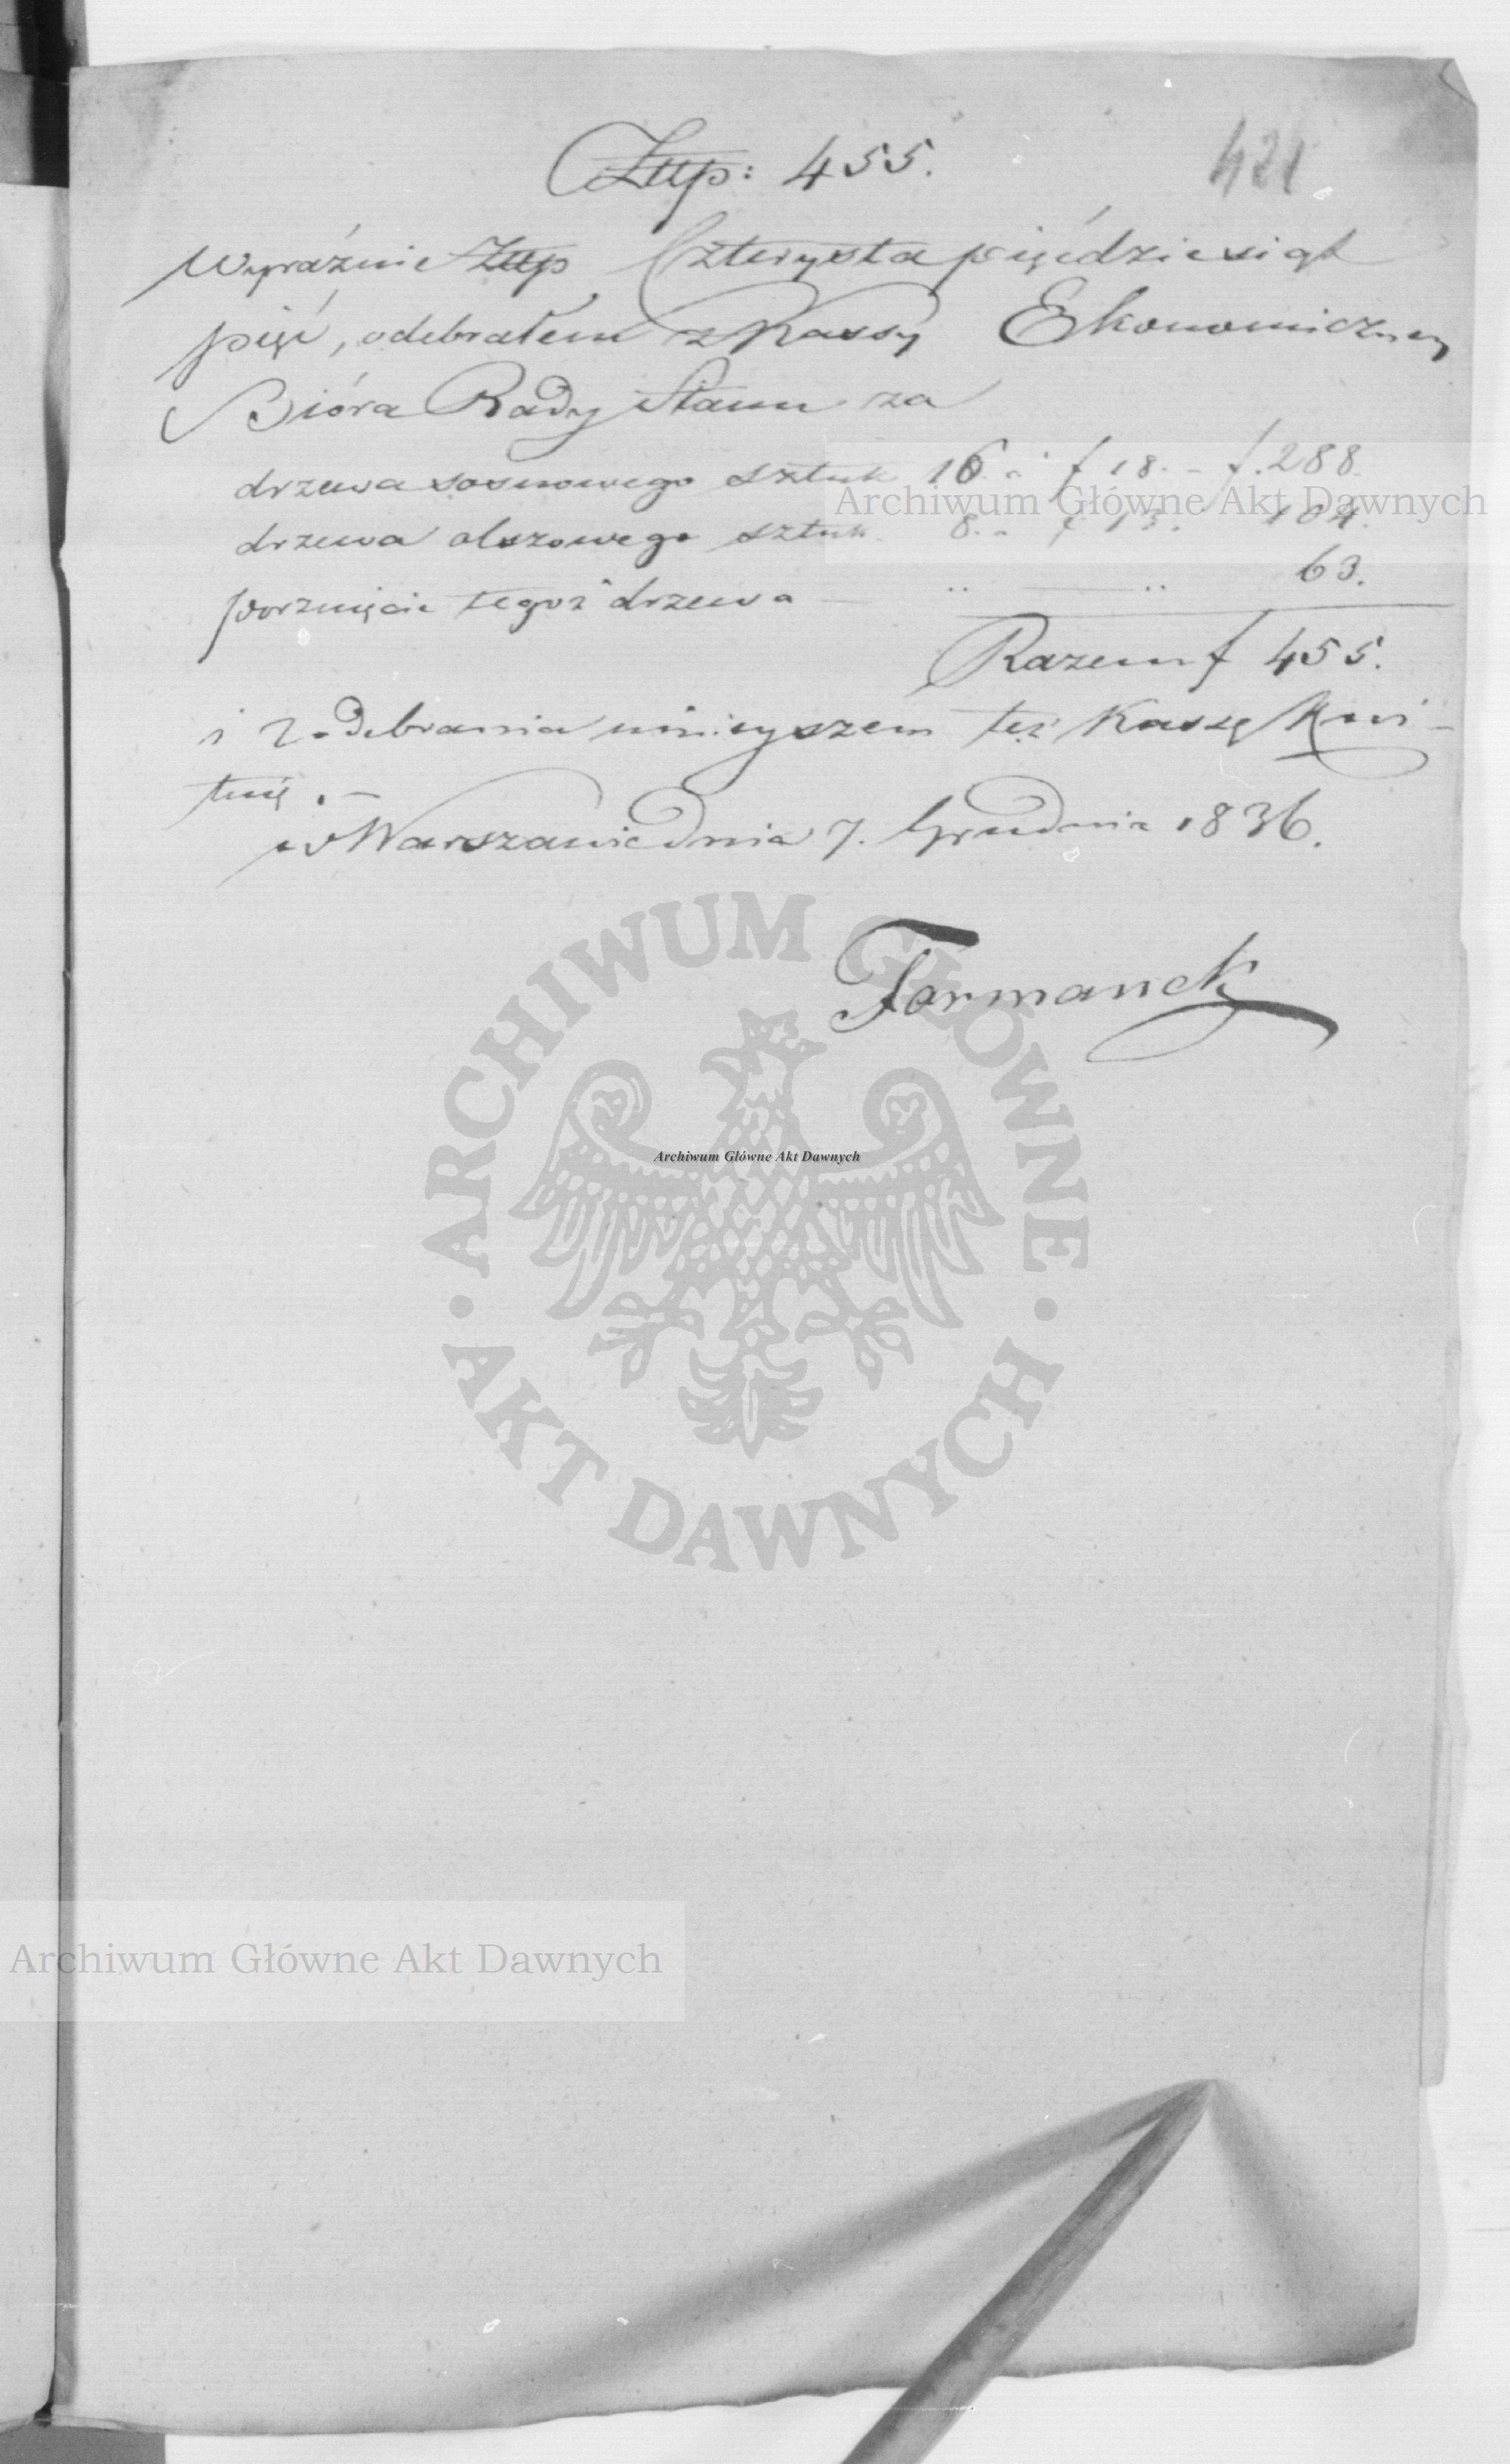 Złłp: 455.
421
Wyraźnie Złłp Czterysta pięćdziesiąt
pięć, odebrałem z Kassy Ekonomiczney
Bióra Rady Stanu za
drzewa sosnowego sztuk 16 a f 18. – f. 288.
drzewa olszowego sztuk 8. – f 13. 104.
porznięcie tegoż drzewa — .. — .. 63.
Razem f 455.
i z odebrania ninieyszem też Kassę kwi-
tuię. –
w Warszawie dnia 7. Grudnia 1836.
Formanek
Archiwum Główne Akt Dawnych
ARCHIWUM GŁÓWNE
Archiwum Główne Akt Dawnych
AKT DAWNYCH
Archiwum Główne Akt Dawnych